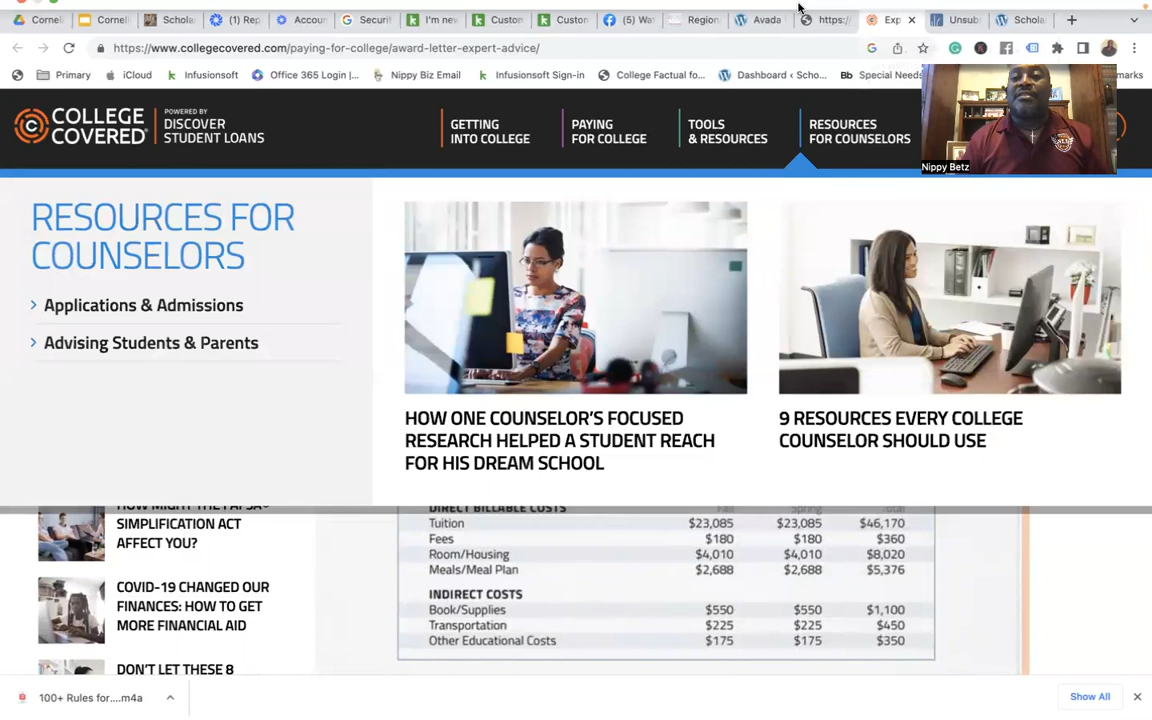 Corneli
Cornell
Schola
(1) Rep
Accou
Securit
I'm nev
Custon
Custon
(5) Wa
Region
Avada
https:/
Exp
Unsub
Schola
https://www.collegecovered.com/paying-for-college/award-letter-expert-advice/
Primary
iCloud
Infusionsoft
Office 365 Login |...
Nippy Biz Email
Infusionsoft Sign-in
College Factual fo...
Dashboard ‹ Scho...
Bb Special Needs
marks
COLLEGE
COVERED
POWERED BY
DISCOVER
STUDENT LOANS
GETTING
INTO COLLEGE
PAYING
FOR COLLEGE
TOOLS
& RESOURCES
RESOURCES
FOR COUNSELORS
Nippy Betz
RESOURCES FOR
COUNSELORS
Applications & Admissions
Advising Students & Parents
HOW ONE COUNSELOR'S FOCUSED
RESEARCH HELPED A STUDENT REACH
FOR HIS DREAM SCHOOL
9 RESOURCES EVERY COLLEGE
COUNSELOR SHOULD USE
HOW MIGHT THE FAFSA®
SIMPLIFICATION ACT
AFFECT YOU?
COVID-19 CHANGED OUR
FINANCES: HOW TO GET
MORE FINANCIAL AID
DON'T LET THESE 8
DIRECT BILLABLE COSTS Fall Spring Total
Tuition $23,085 $23,085 $46,170
Fees $180 $180 $360
Room/Housing $4,010 $4,010 $8,020
Meals/Meal Plan $2,688 $2,688 $5,376
INDIRECT COSTS
Book/Supplies $550 $550 $1,100
Transportation $225 $225 $450
Other Educational Costs $175 $175 $350
100+ Rules for....m4a
Show All